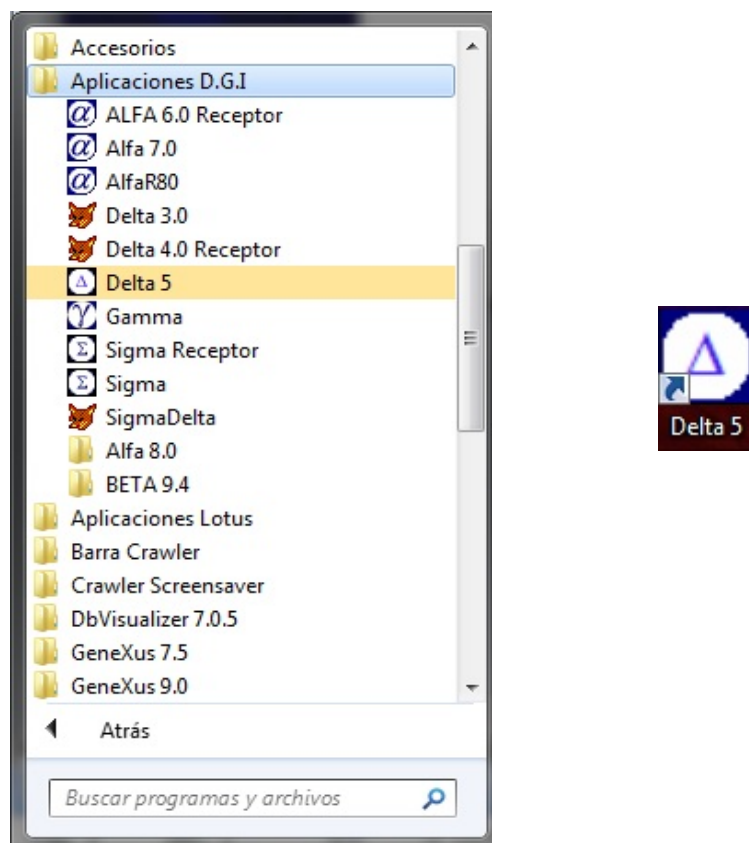 Accesorios
Aplicaciones D.G.I
ALFA 6.0 Receptor
Alfa 7.0
AlfaR80
Delta 3.0
Delta 4.0 Receptor
Delta 5
Gamma
Sigma Receptor
Sigma
SigmaDelta
Alfa 8.0
BETA 9.4
Aplicaciones Lotus
Barra Crawler
Crawler Screensaver
DbVisualizer 7.0.5
GeneXus 7.5
GeneXus 9.0
Atrás
Buscar programas y archivos
Delta 5